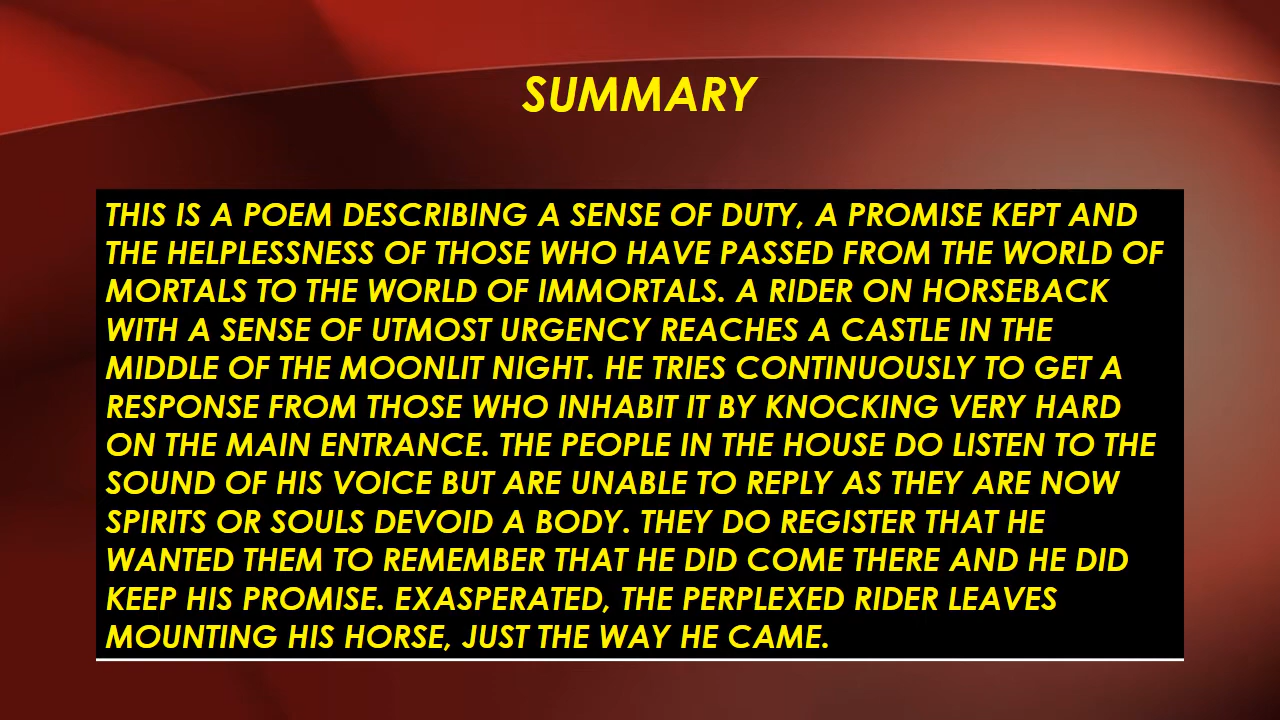 SUMMARY
THIS IS A POEM DESCRIBING A SENSE OF DUTY, A PROMISE KEPT AND
THE HELPLESSNESS OF THOSE WHO HAVE PASSED FROM THE WORLD OF
MORTALS TO THE WORLD OF IMMORTALS. A RIDER ON HORSEBACK
WITH A SENSE OF UTMOST URGENCY REACHES A CASTLE IN THE
MIDDLE OF THE MOONLIT NIGHT. HE TRIES CONTINUOUSLY TO GET A
RESPONSE FROM THOSE WHO INHABIT IT BY KNOCKING VERY HARD
ON THE MAIN ENTRANCE. THE PEOPLE IN THE HOUSE DO LISTEN TO THE
SOUND OF HIS VOICE BUT ARE UNABLE TO REPLY AS THEY ARE NOW
SPIRITS OR SOULS DEVOID A BODY. THEY DO REGISTER THAT HE
WANTED THEM TO REMEMBER THAT HE DID COME THERE AND HE DID
KEEP HIS PROMISE. EXASPERATED, THE PERPLEXED RIDER LEAVES
MOUNTING HIS HORSE, JUST THE WAY HE CAME.